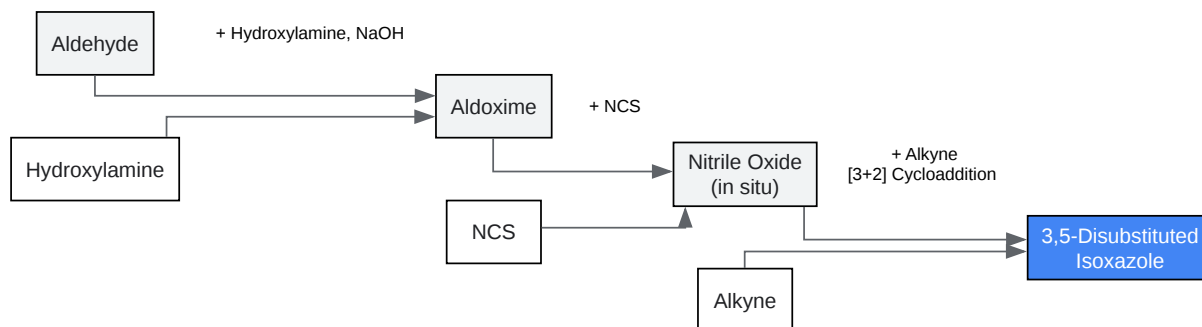 Aldehyde
+ Hydroxylamine, NaOH
Aldoxime
+ NCS
Hydroxylamine
Nitrile Oxide
(in situ)
+ Alkyne
[3+2] Cycloaddition
NCS
3,5-Disubstituted
Isoxazole
Alkyne